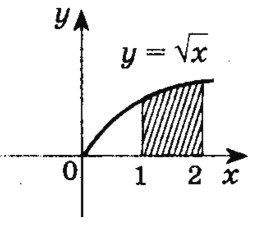 y
y = √x
0 1 2 x